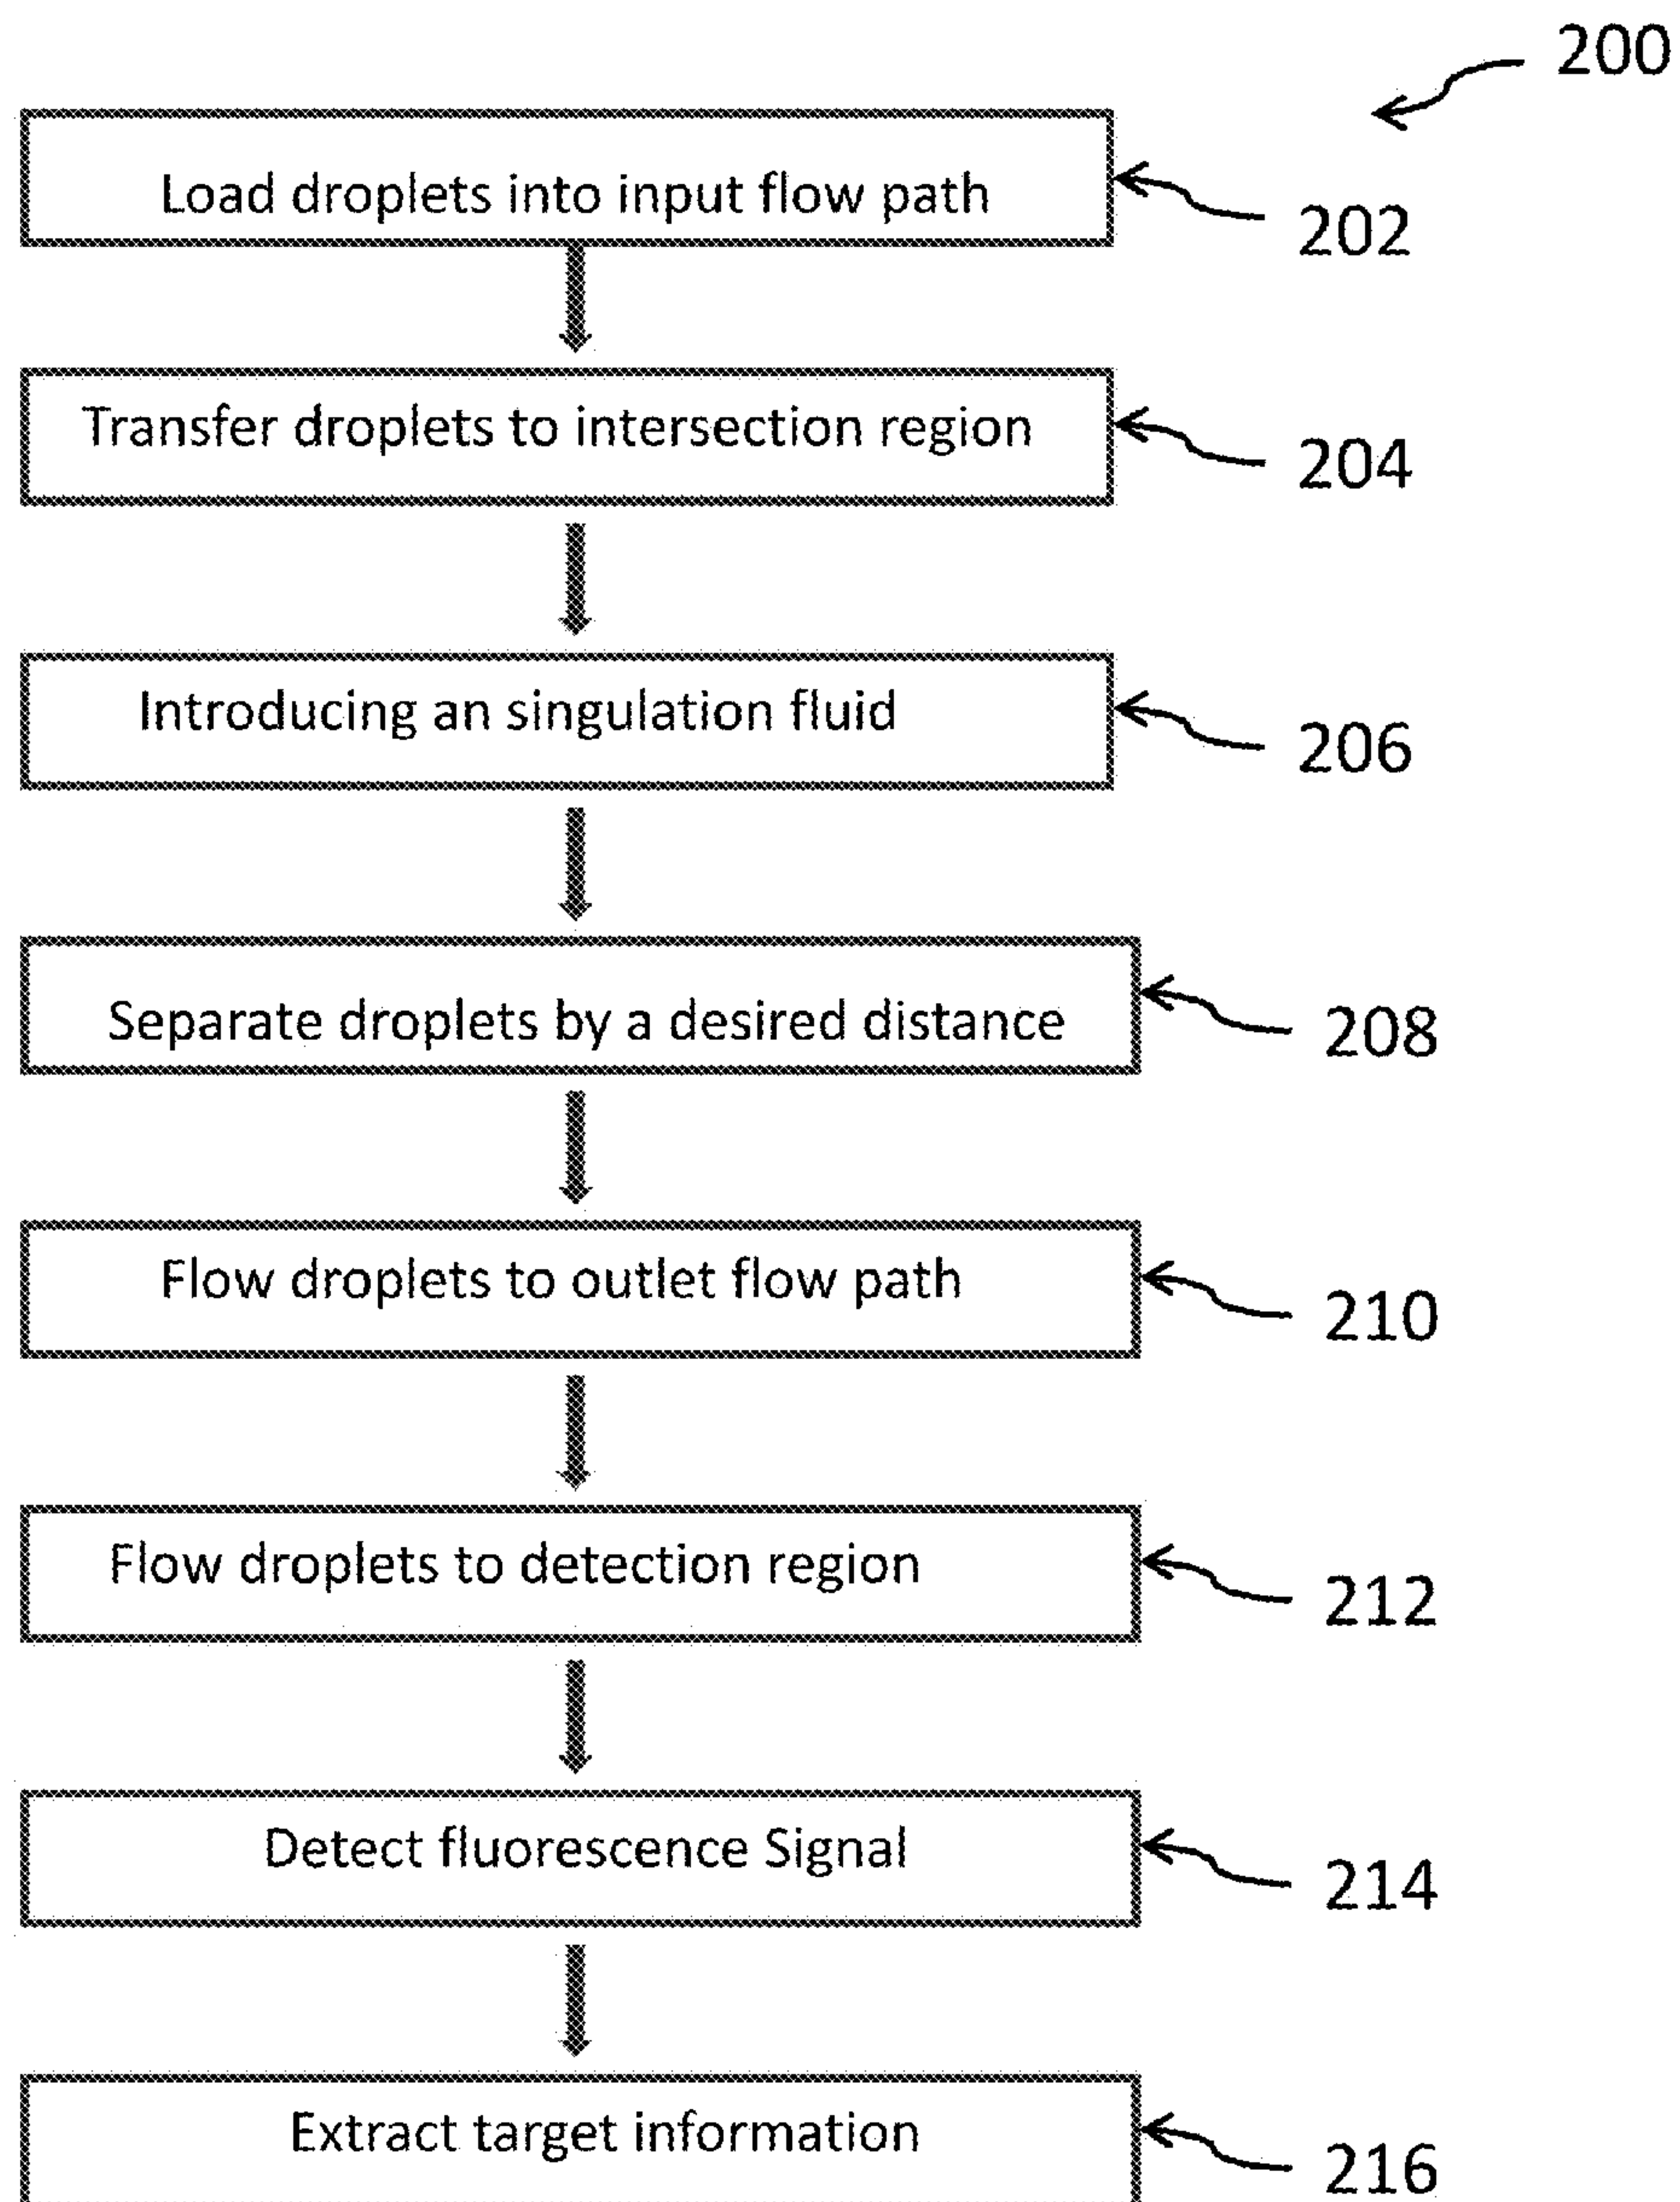 200
Load droplets into input flow path
202
Transfer droplets to intersection region
204
Introducing an singulation fluid
206
Separate droplets by a desired distance
208
Flow droplets to outlet flow path
210
Flow droplets to detection region
212
Detect fluorescence Signal
214
Extract target information
216